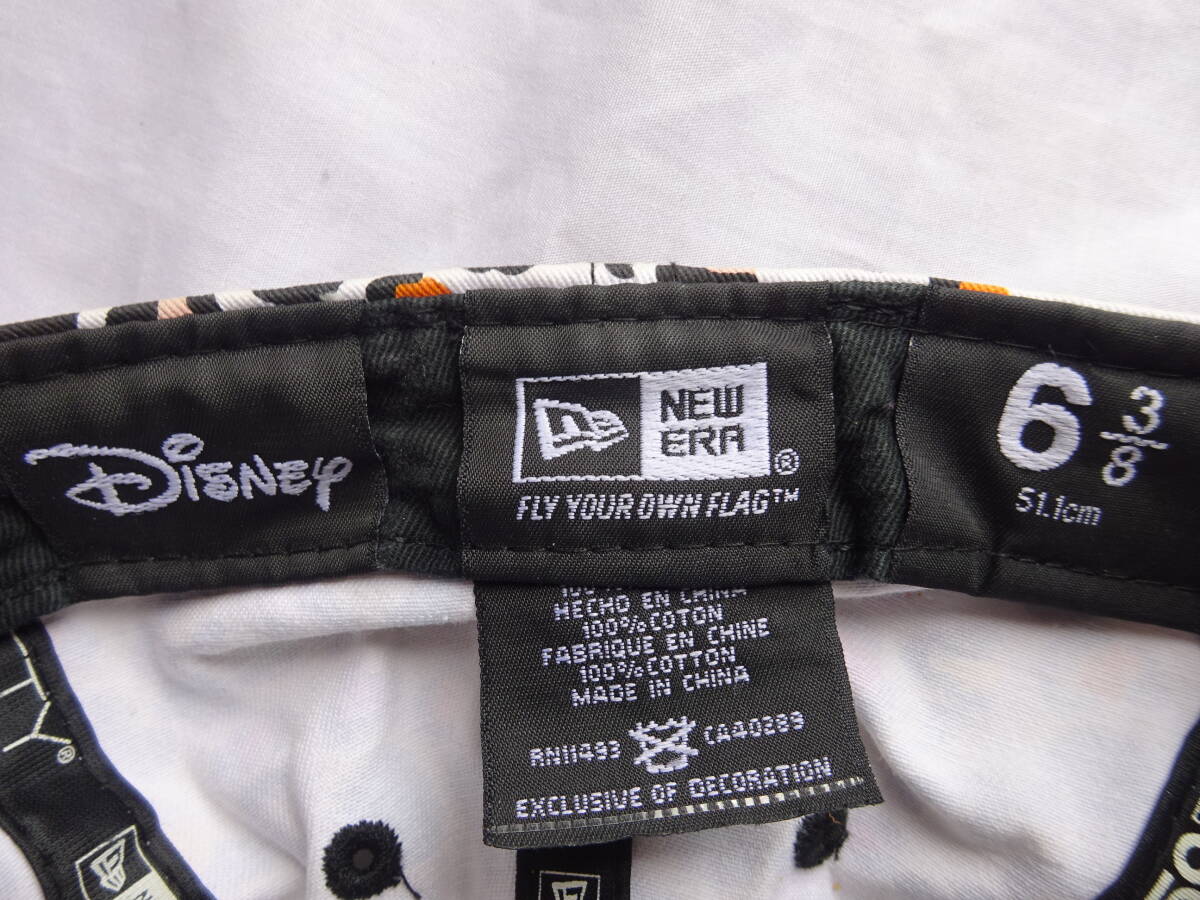 Disney
NEW
ERA
®
FLY YOUR OWN FLAG™
6 3/8
51.1cm
HECHO EN CHINA
100% COTON
FABRIQUE EN CHINE
100% COTTON
MADE IN CHINA
RN11493 CA40289
EXCLUSIVE OF DECORATION
TY®